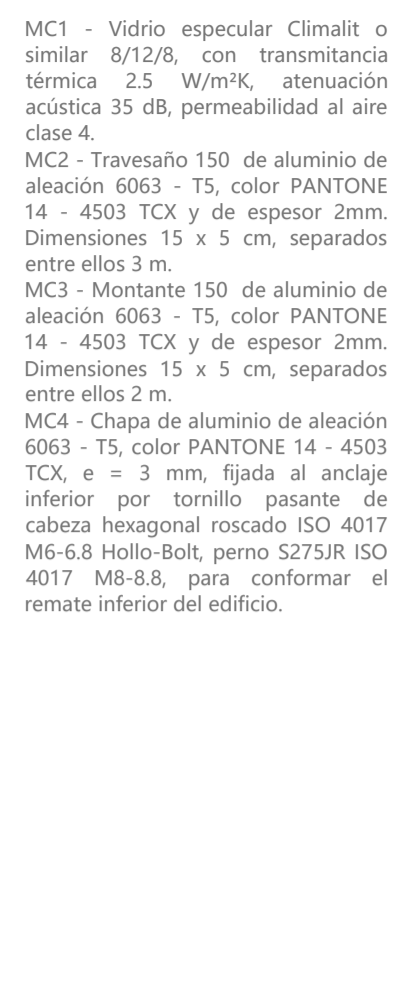 MC1 - Vidrio especular Climalit o
similar 8/12/8, con transmitancia
térmica 2.5 W/m²K, atenuación
acústica 35 dB, permeabilidad al aire
clase 4.
MC2 - Travesaño 150 de aluminio de
aleación 6063 - T5, color PANTONE
14 - 4503 TCX y de espesor 2mm.
Dimensiones 15 x 5 cm, separados
entre ellos 3 m.
MC3 - Montante 150 de aluminio de
aleación 6063 - T5, color PANTONE
14 - 4503 TCX y de espesor 2mm.
Dimensiones 15 x 5 cm, separados
entre ellos 2 m.
MC4 - Chapa de aluminio de aleación
6063 - T5, color PANTONE 14 - 4503
TCX, e = 3 mm, fijada al anclaje
inferior por tornillo pasante de
cabeza hexagonal roscado ISO 4017
M6-6.8 Hollo-Bolt, perno S275JR ISO
4017 M8-8.8, para conformar el
remate inferior del edificio.